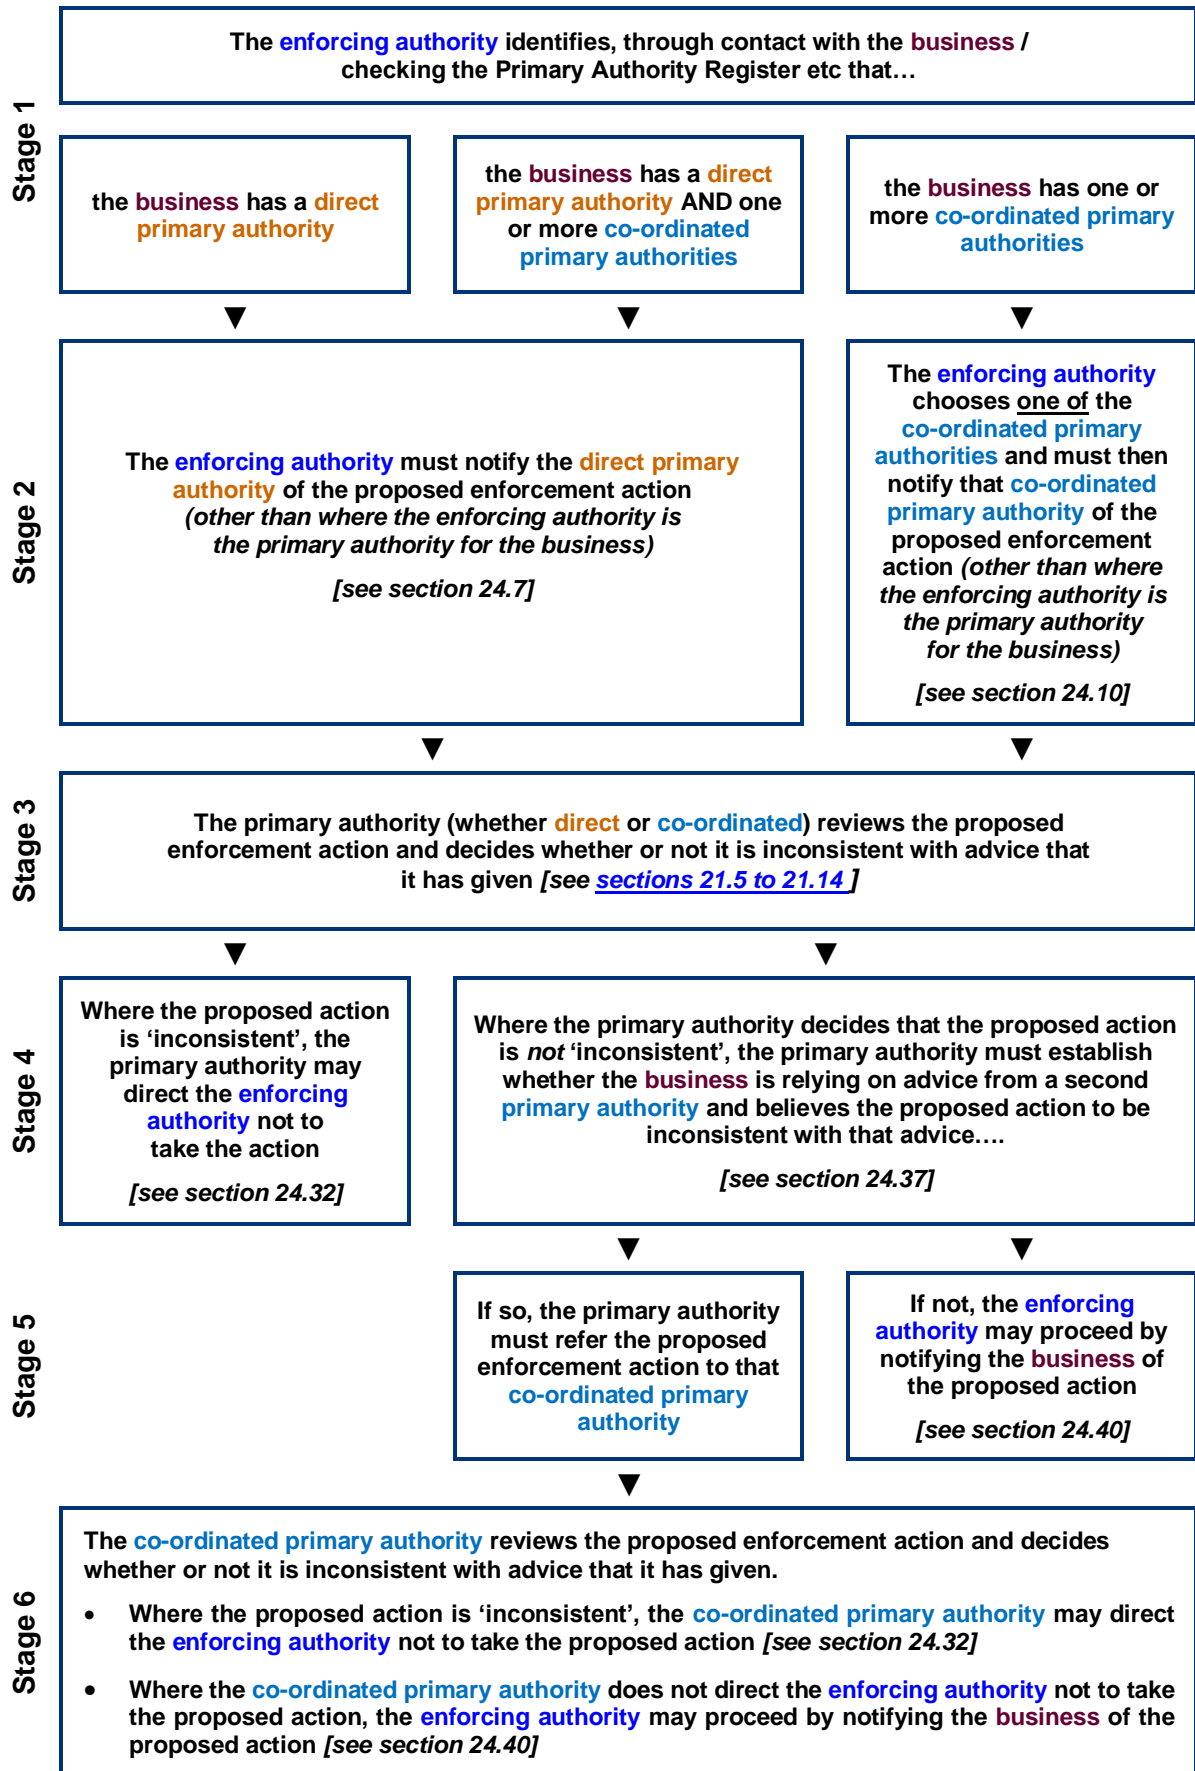 Stage 1
The enforcing authority identifies, through contact with the business /
checking the Primary Authority Register etc that…
the business has a direct
primary authority
the business has a direct
primary authority AND one
or more co-ordinated
primary authorities
the business has one or
more co-ordinated primary
authorities
Stage 2
The enforcing authority must notify the direct primary
authority of the proposed enforcement action
(other than where the enforcing authority is
the primary authority for the business)
[see section 24.7]
The enforcing authority
chooses one of the
co-ordinated primary
authorities and must then
notify that co-ordinated
primary authority of the
proposed enforcement
action (other than where
the enforcing authority is
the primary authority
for the business)
[see section 24.10]
Stage 3
The primary authority (whether direct or co-ordinated) reviews the proposed
enforcement action and decides whether or not it is inconsistent with advice that
it has given [see sections 21.5 to 21.14 ]
Stage 4
Where the proposed action
is ‘inconsistent’, the
primary authority may
direct the enforcing
authority not to
take the action
[see section 24.32]
Where the primary authority decides that the proposed action
is not ‘inconsistent’, the primary authority must establish
whether the business is relying on advice from a second
primary authority and believes the proposed action to be
inconsistent with that advice….
[see section 24.37]
Stage 5
If so, the primary authority
must refer the proposed
enforcement action to that
co-ordinated primary
authority
If not, the enforcing
authority may proceed by
notifying the business of
the proposed action
[see section 24.40]
Stage 6
The co-ordinated primary authority reviews the proposed enforcement action and decides
whether or not it is inconsistent with advice that it has given.
• Where the proposed action is ‘inconsistent’, the co-ordinated primary authority may direct
the enforcing authority not to take the proposed action [see section 24.32]
• Where the co-ordinated primary authority does not direct the enforcing authority not to take
the proposed action, the enforcing authority may proceed by notifying the business of the
proposed action [see section 24.40]